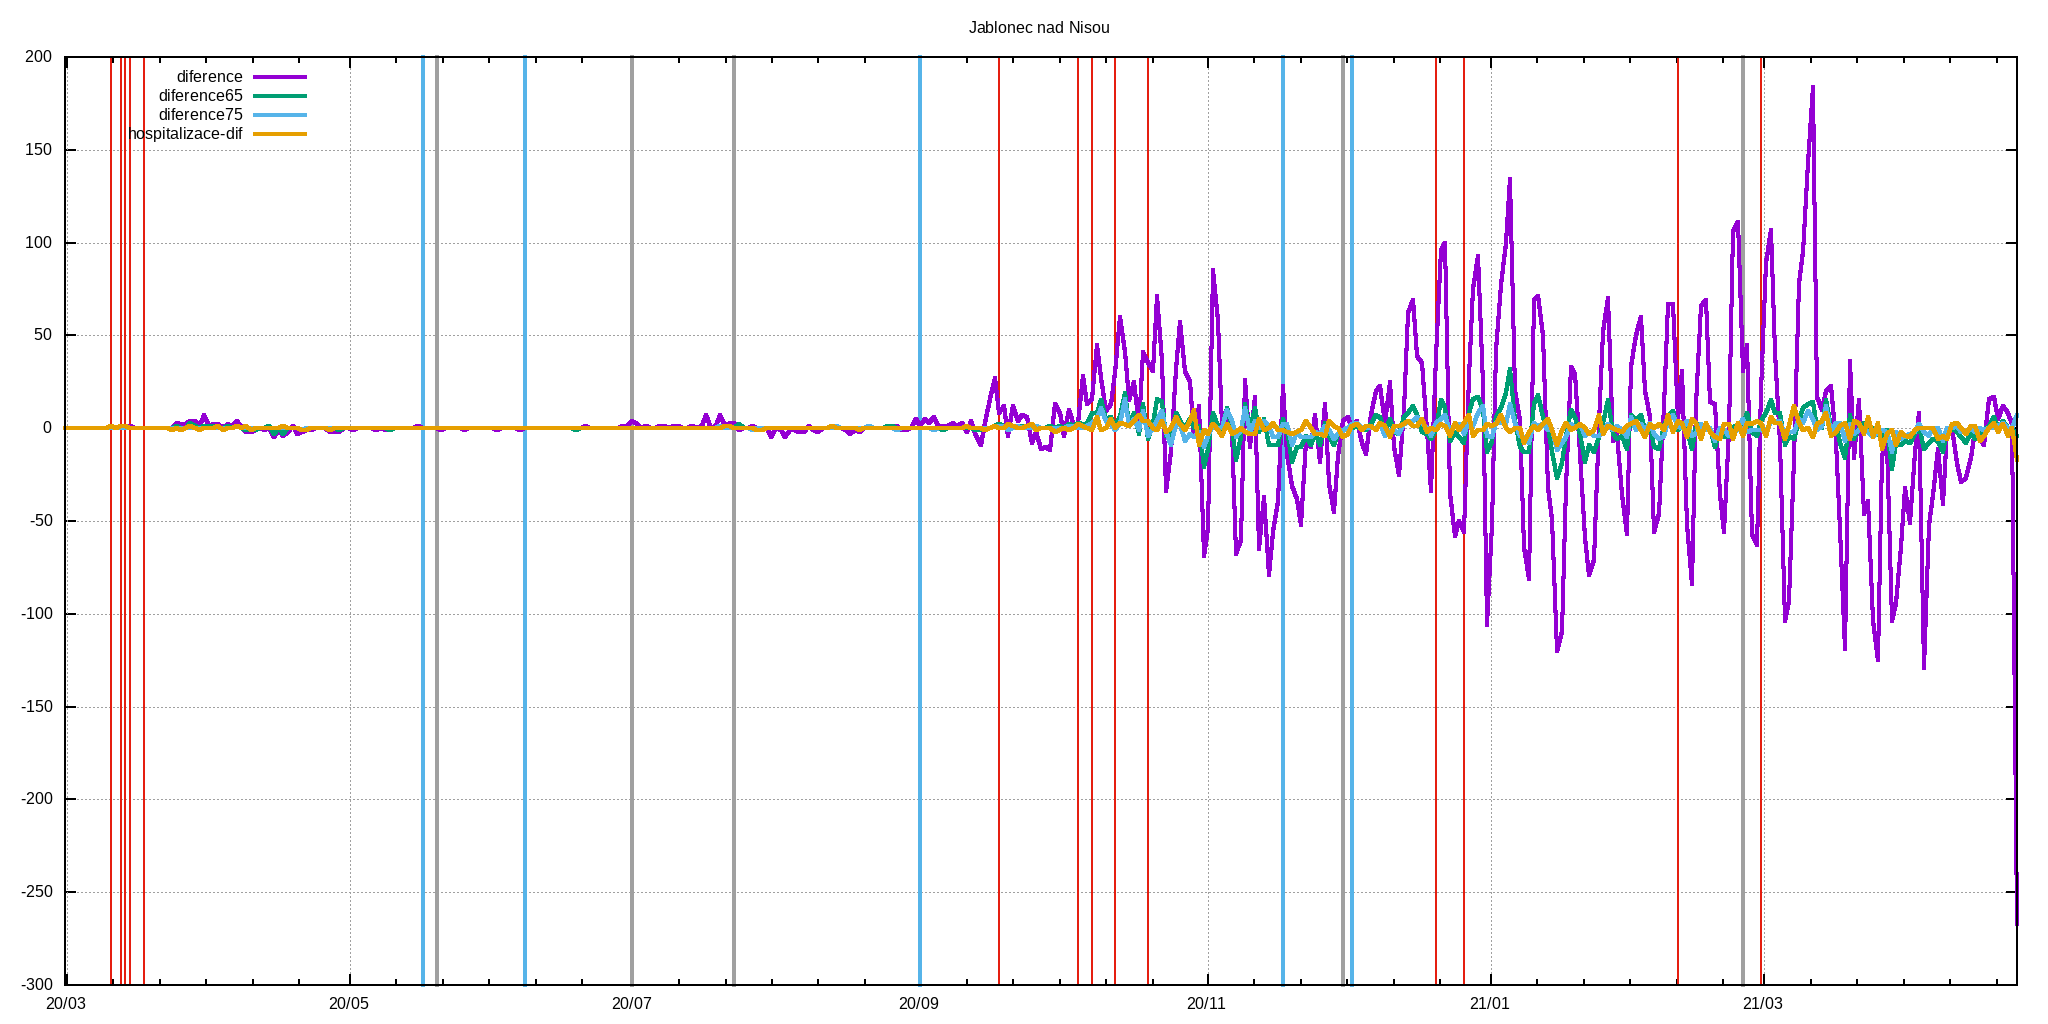 Jablonec nad Nisou
200
150
100
50
0
-50
-100
-150
-200
-250
-300
diference
diference65
diference75
hospitalizace-dif
20/03 20/05 20/07 20/09 20/11 21/01 21/03